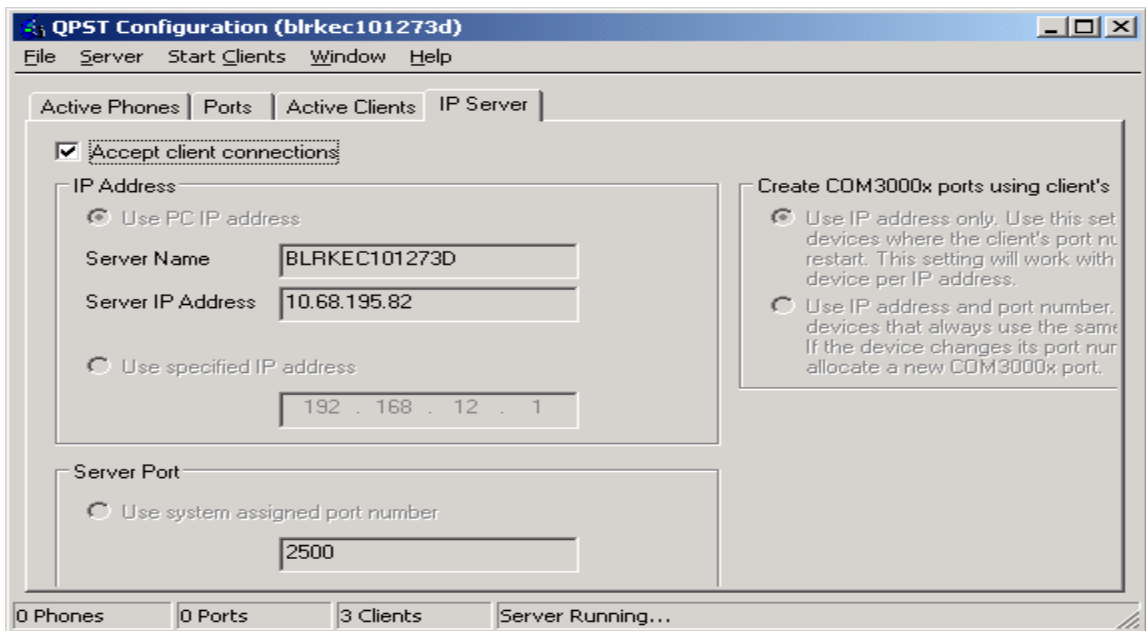 QPST Configuration (blrkec101273d)
File Server Start Clients Window Help
Active Phones Ports Active Clients IP Server
Accept client connections
IP Address
Use PC IP address
Server Name BLRKEC101273D
Server IP Address 10.68.195.82
Use specified IP address
192 . 168 . 12 . 1
Server Port
Use system assigned port number
2500
Create COM3000x ports using client's
Use IP address only. Use this set
devices where the client's port nu
restart. This setting will work with
device per IP address.
Use IP address and port number.
devices that always use the same
If the device changes its port nur
allocate a new COM3000x port.
0 Phones 0 Ports 3 Clients Server Running...